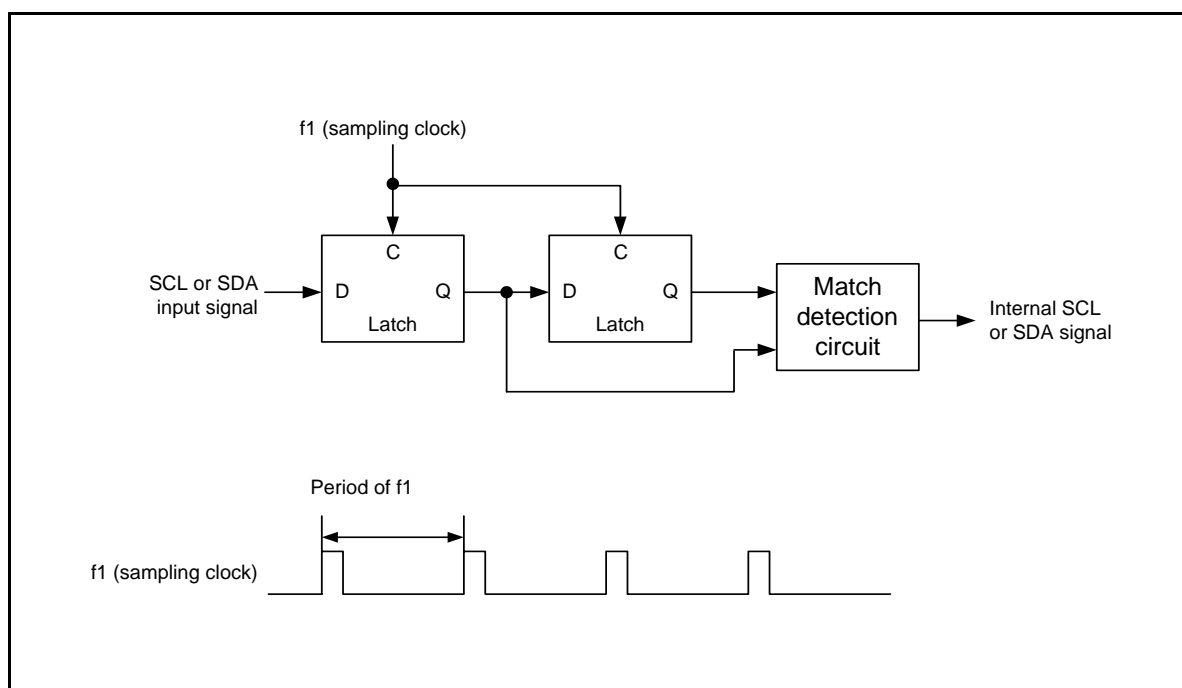 f1 (sampling clock)
C
C
SCL or SDA
input signal
D
Q
D
Q
Latch
Latch
Match
detection
circuit
Internal SCL
or SDA signal
Period of f1
f1 (sampling clock)